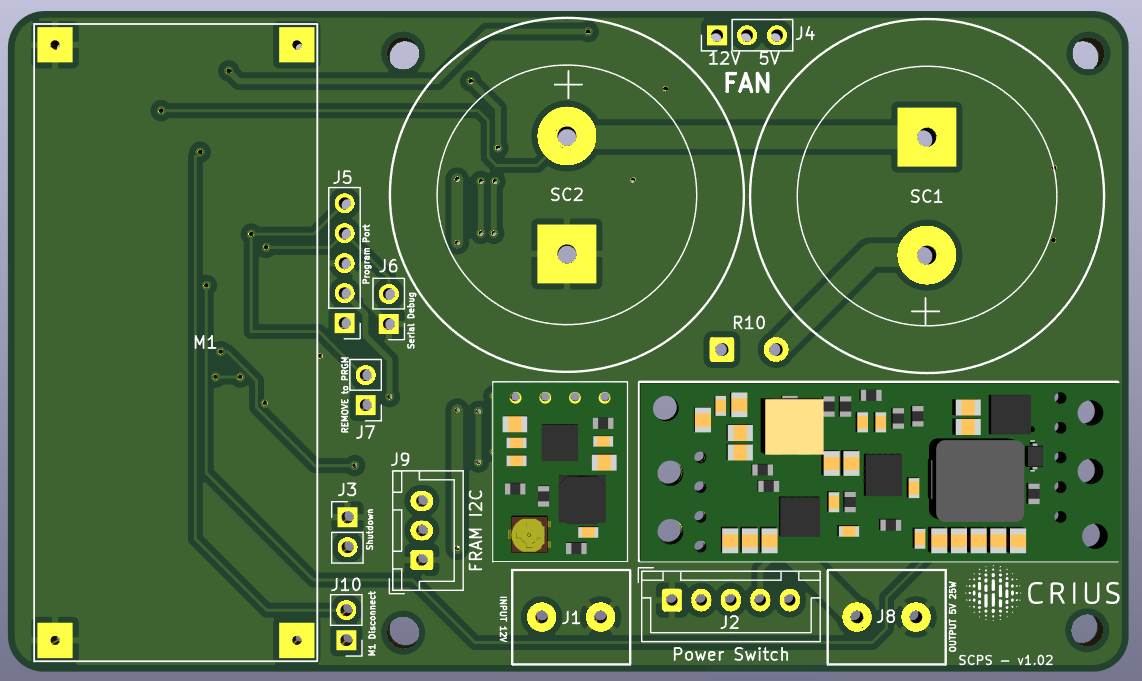 J4
12V 5V
FAN
J5
Program Port
SC2
SC1
J6
Serial Debug
R10
M1
REMOVE to PRGM
J7
J9
FRAM I2C
J3
Shutdown
J10
M1 Disconnect
INPUT 12V
J1
J2
Power Switch
J8
OUTPUT 5V 25W
CRIUS
SCPS - v1.02